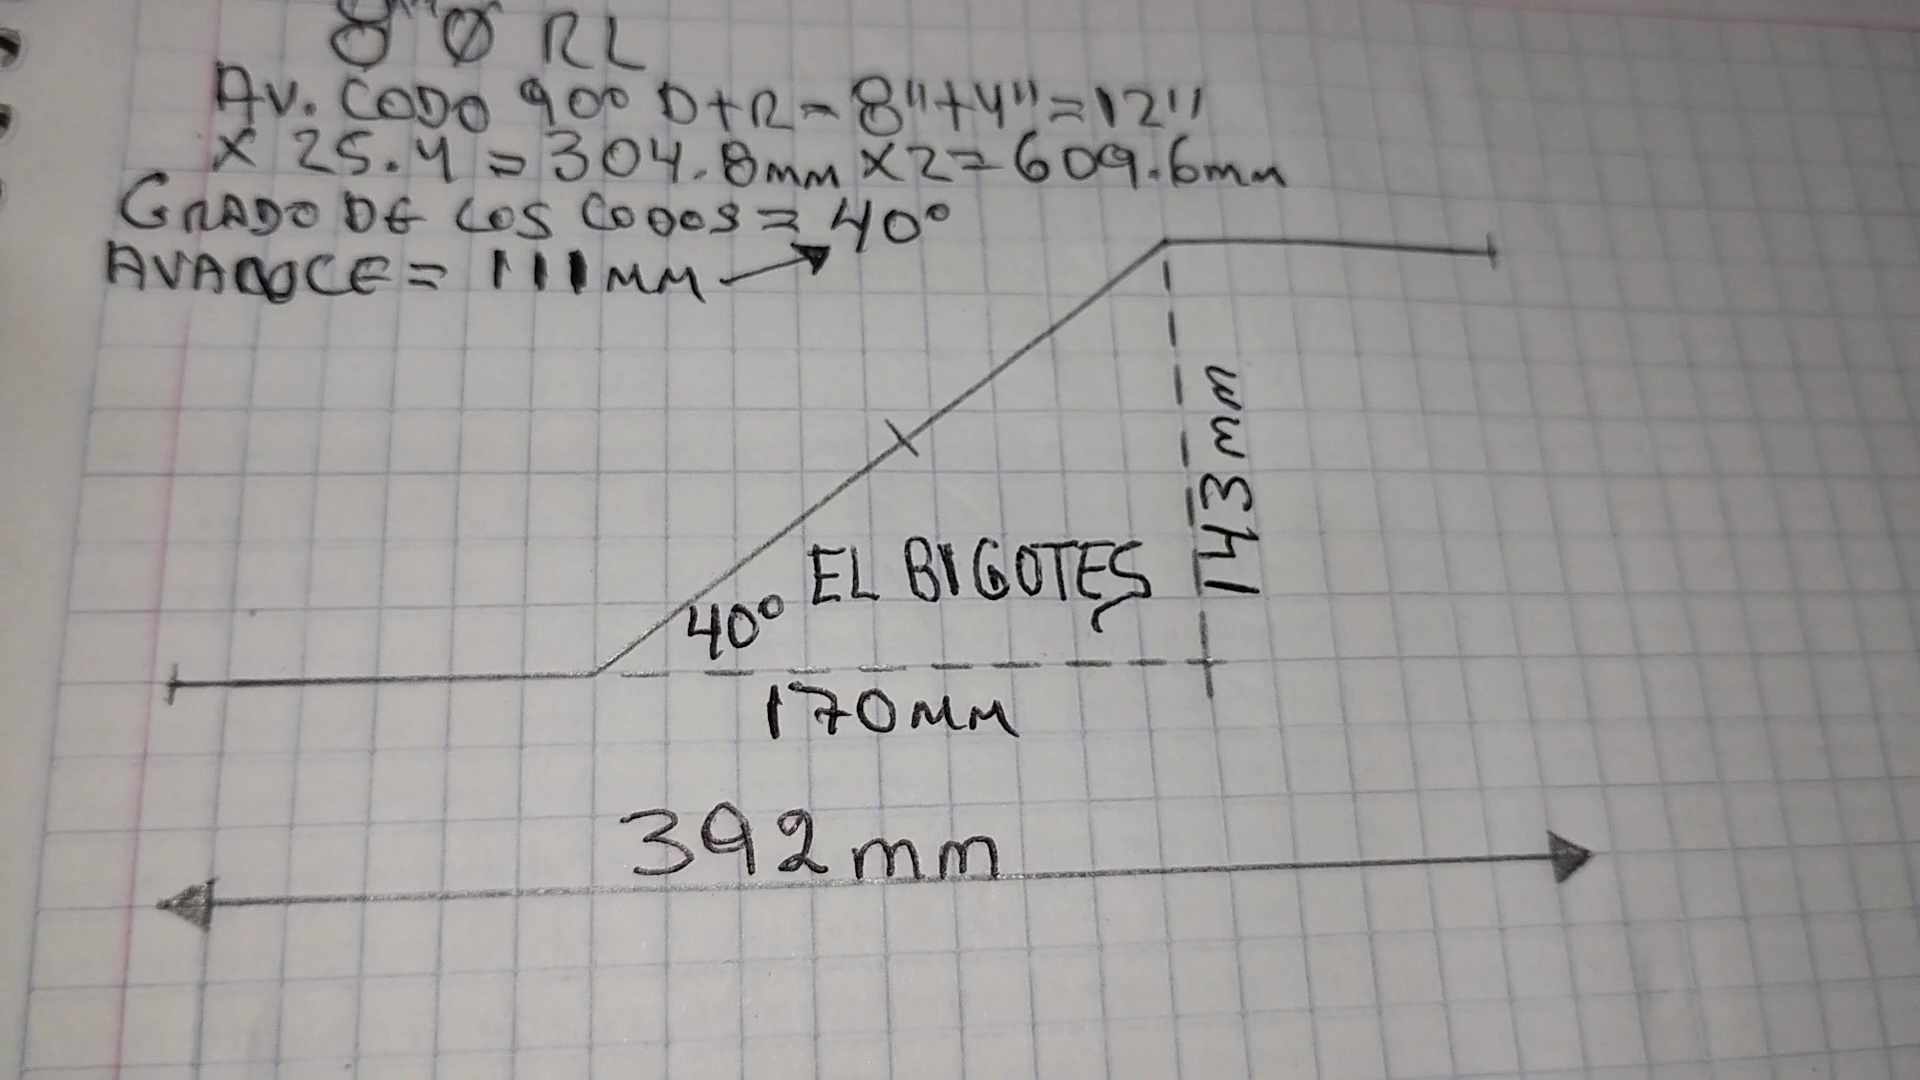 8" Ø RL
AV. CODO 90° D+R = 8"+4"=12"
X 25.4 = 304.8mm X2= 609.6mm
GRADO DE LOS CODOS = 40°
AVANCE = 111MM
143mm
EL BIGOTES
40°
170MM
392mm